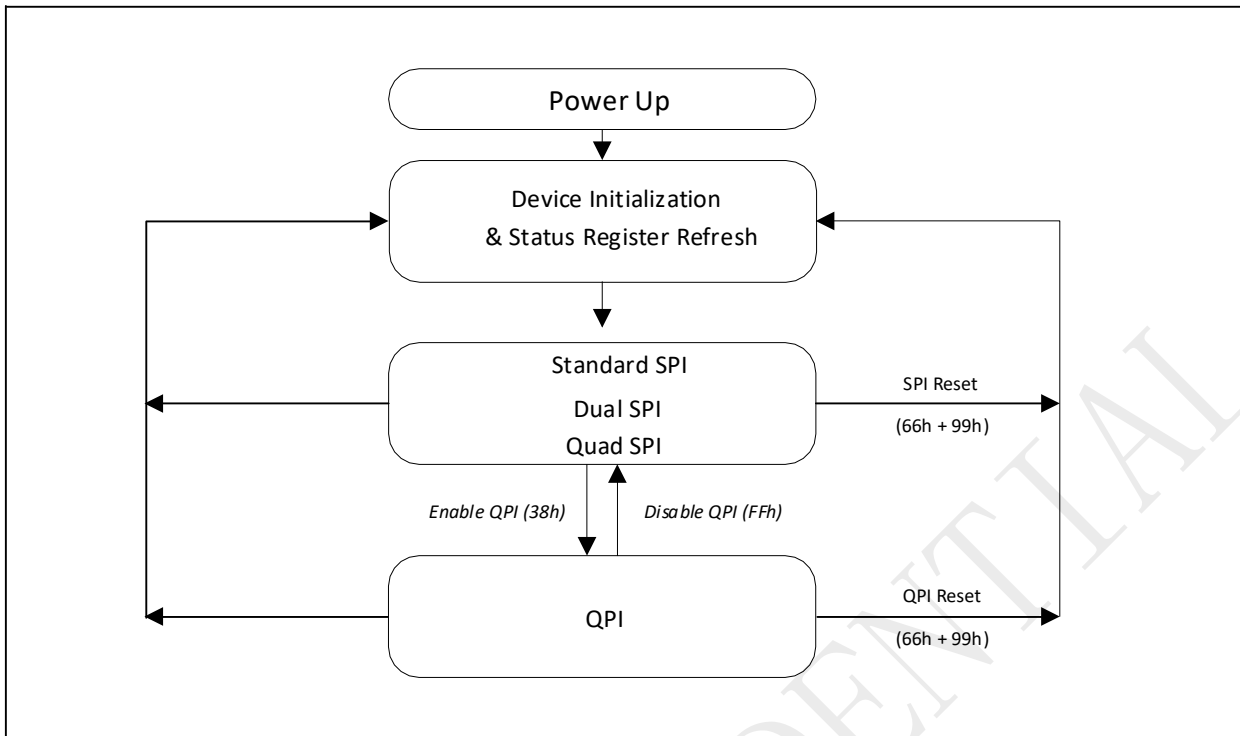 Power Up
Device Initialization
& Status Register Refresh
Standard SPI
Dual SPI
Quad SPI
SPI Reset
(66h + 99h)
Enable QPI (38h)
Disable QPI (FFh)
QPI
QPI Reset
(66h + 99h)